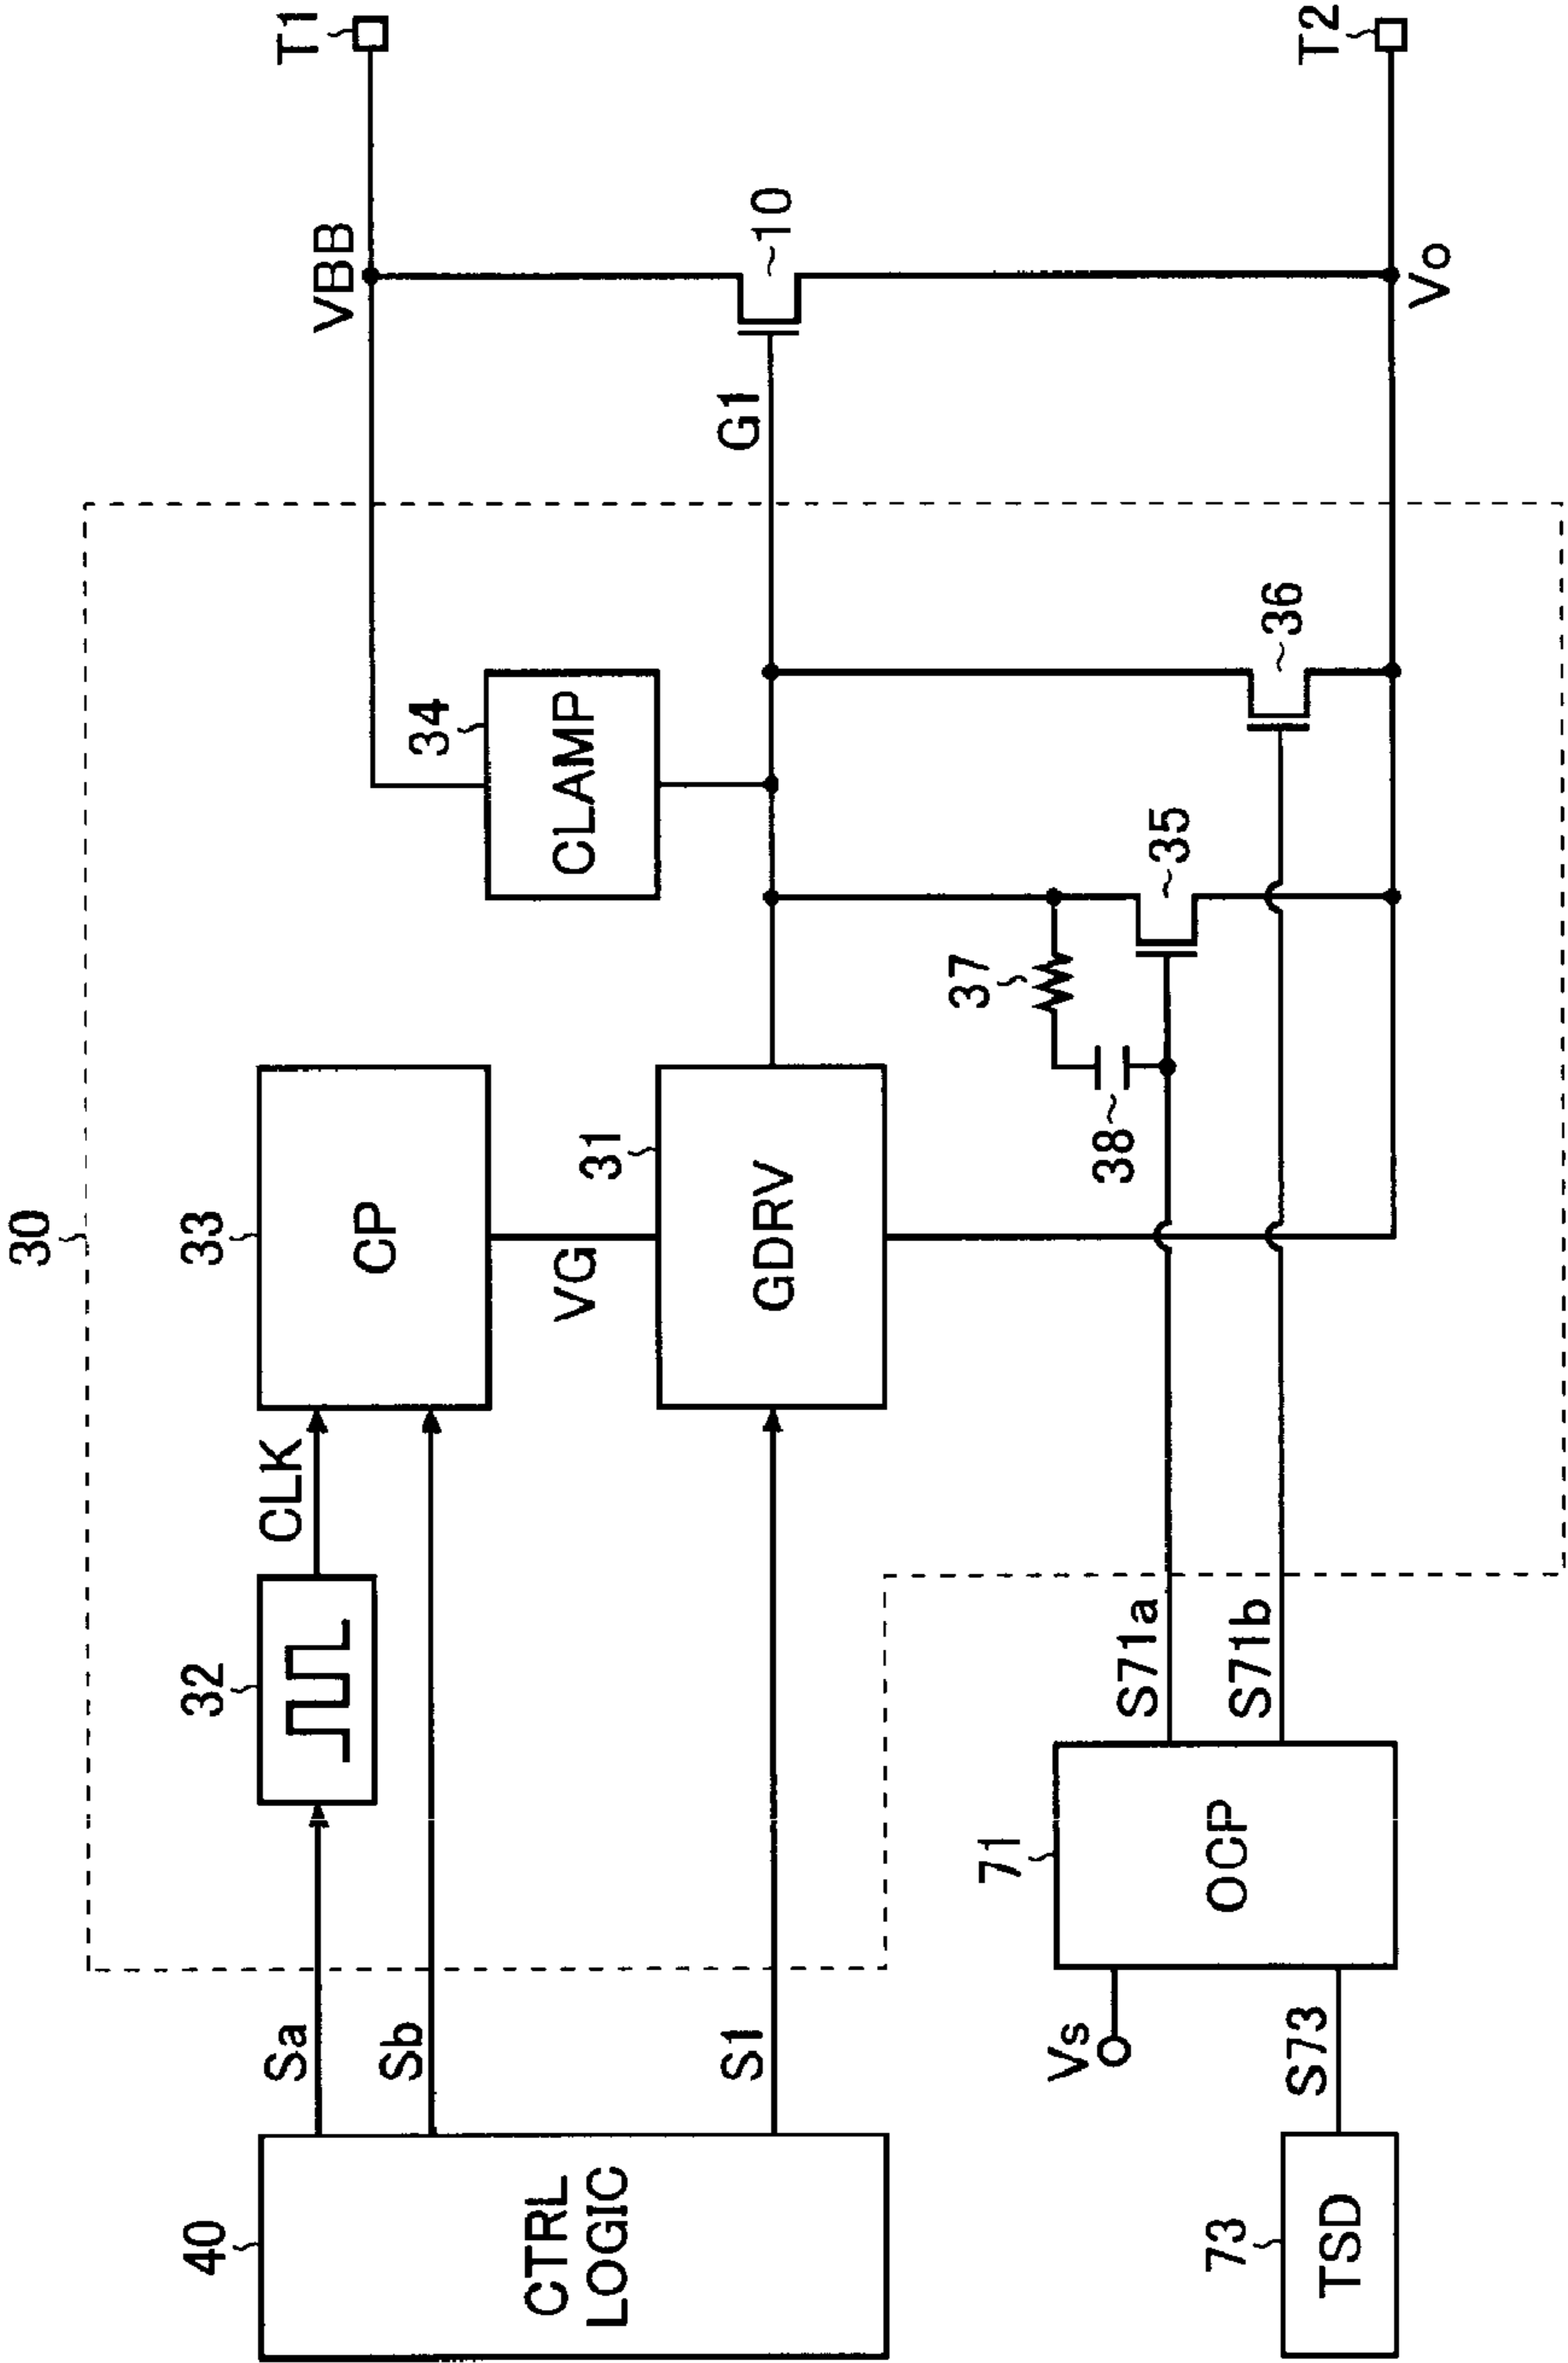 30
T1
VBB
34
CLAMP
33
CP
32
CLK
Sa
Sb
40
CTRL
LOGIC
VG
31
GDRV
S1
G1
10
37
38
35
36
71
OCP
S71a
S71b
Vs
S73
73
TSD
Vo
T2